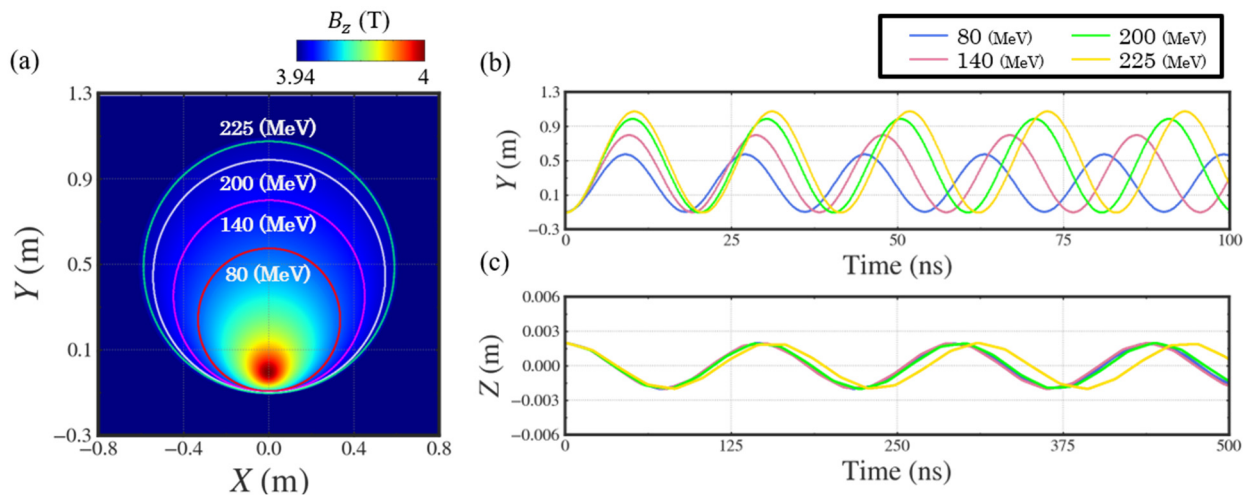 (a)
B_z (T)
3.94 4
Y (m)
1.3
0.9
0.5
0.1
−0.3
225 (MeV)
200 (MeV)
140 (MeV)
80 (MeV)
−0.8 −0.4 0.0 0.4 0.8
X (m)
80 (MeV) 200 (MeV)
140 (MeV) 225 (MeV)
(b)
Y (m)
1.3
0.9
0.5
0.1
−0.3
0 25 50 75 100
Time (ns)
(c)
Z (m)
0.006
0.003
0.000
−0.003
−0.006
0 125 250 375 500
Time (ns)